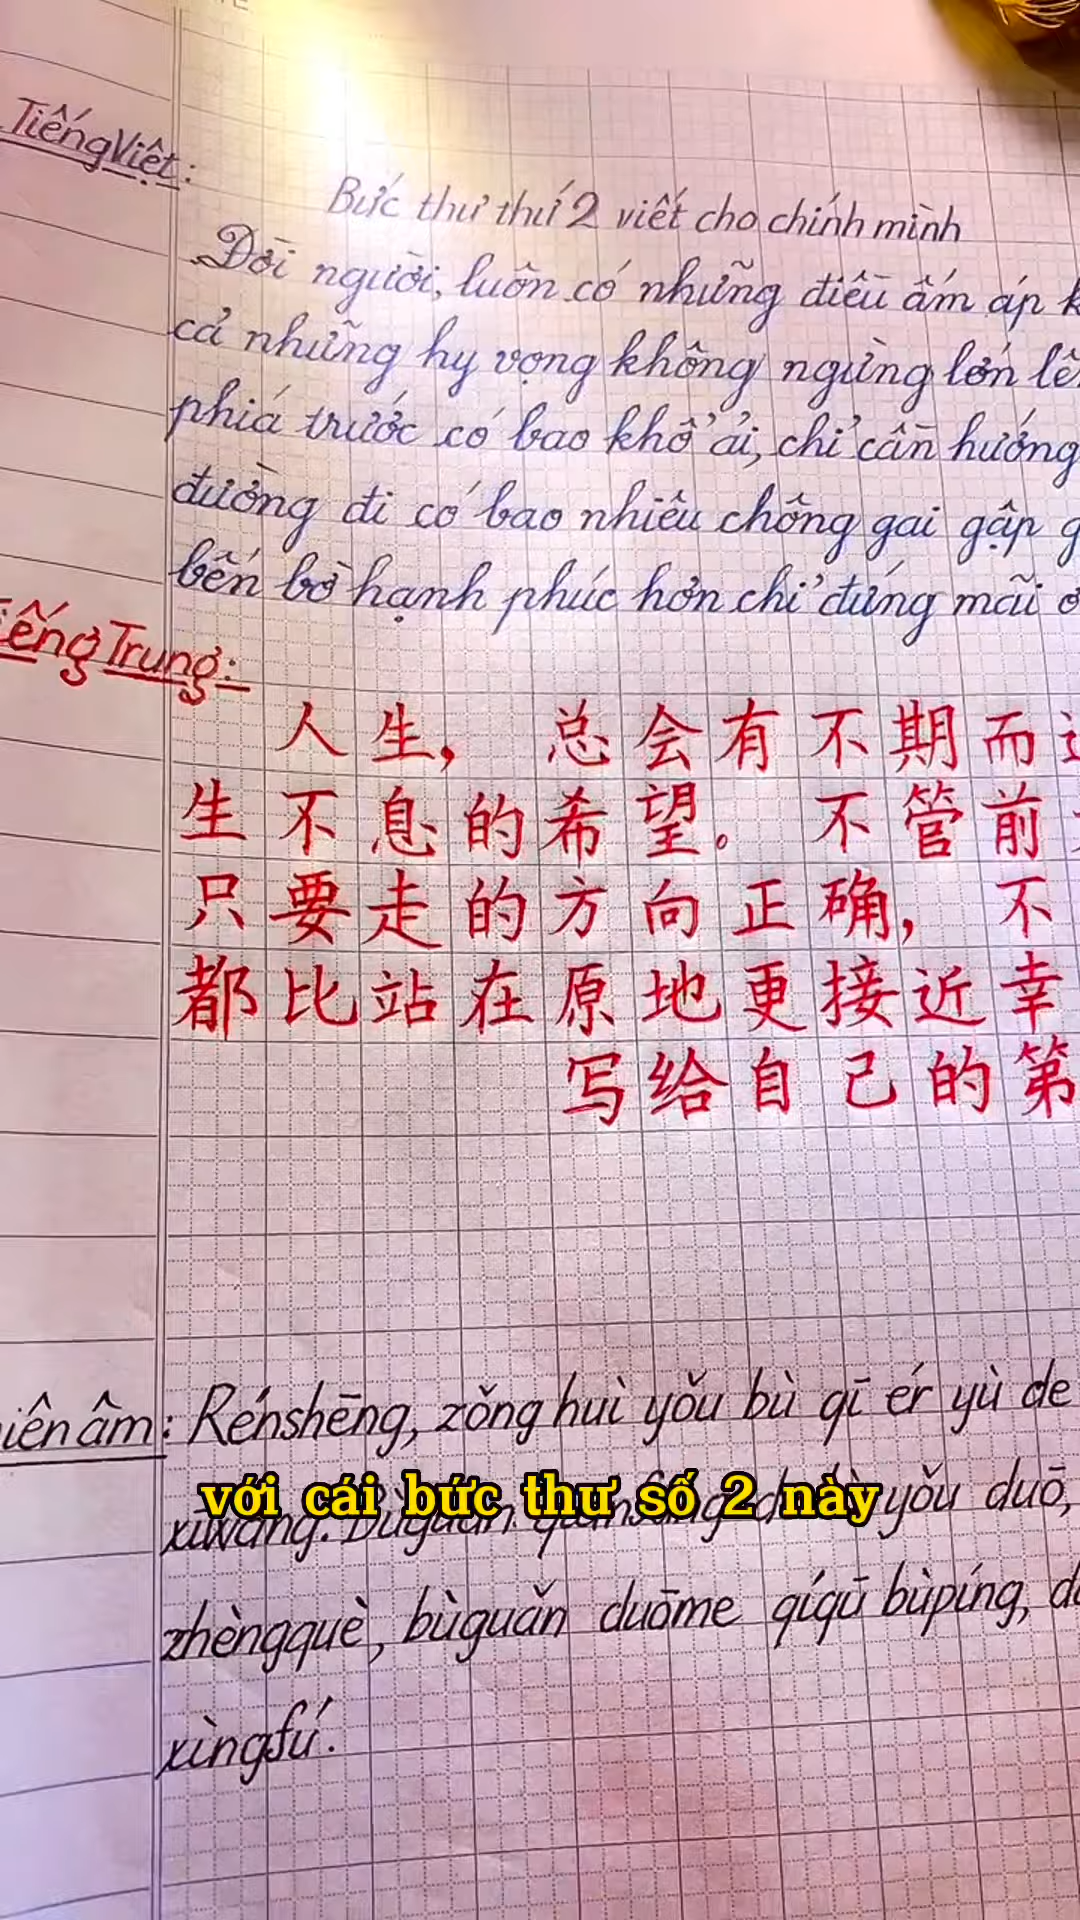 Tiếng Việt:
Bức thư thứ 2 viết cho chính mình
Đời người, luôn có những điều ấm áp
cả những hy vọng không ngừng lớn
phía trước có bao khổ ải, chỉ cần hướng
đường đi có bao nhiêu chông gai gập
bến bờ hạnh phúc hơn chỉ đứng mãi
Tiếng Trung:
人生，总会有不期而
生不息的希望。不管前
只要走的方向正确，不
都比站在原地更接近幸
写给自己的第
iên âm: Rénshēng, zǒng huì yǒu bù qī ér yù de
với cái bức thư số 2 này
xīwàng. Bùguǎn yǒu duō,
zhèngquè, bùguǎn duōme qíqū bùpíng,
xìngfú.